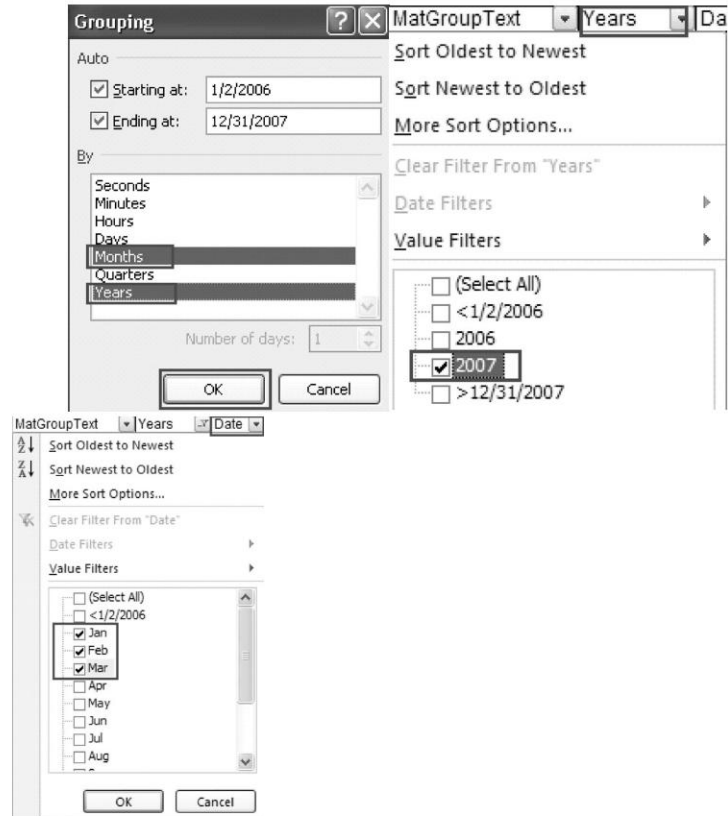 Grouping
Auto
Starting at: 1/2/2006
Ending at: 12/31/2007
By
Seconds
Minutes
Hours
Days
Months
Quarters
Years
Number of days: 1
OK Cancel
MatGroupText Years Da
Sort Oldest to Newest
Sort Newest to Oldest
More Sort Options...
Clear Filter From "Years"
Date Filters
Value Filters
(Select All)
<1/2/2006
2006
2007
>12/31/2007
MatGroupText Years Date
Sort Oldest to Newest
Sort Newest to Oldest
More Sort Options...
Clear Filter From "Date"
Date Filters
Value Filters
(Select All)
<1/2/2006
Jan
Feb
Mar
Apr
May
Jun
Jul
Aug
OK Cancel